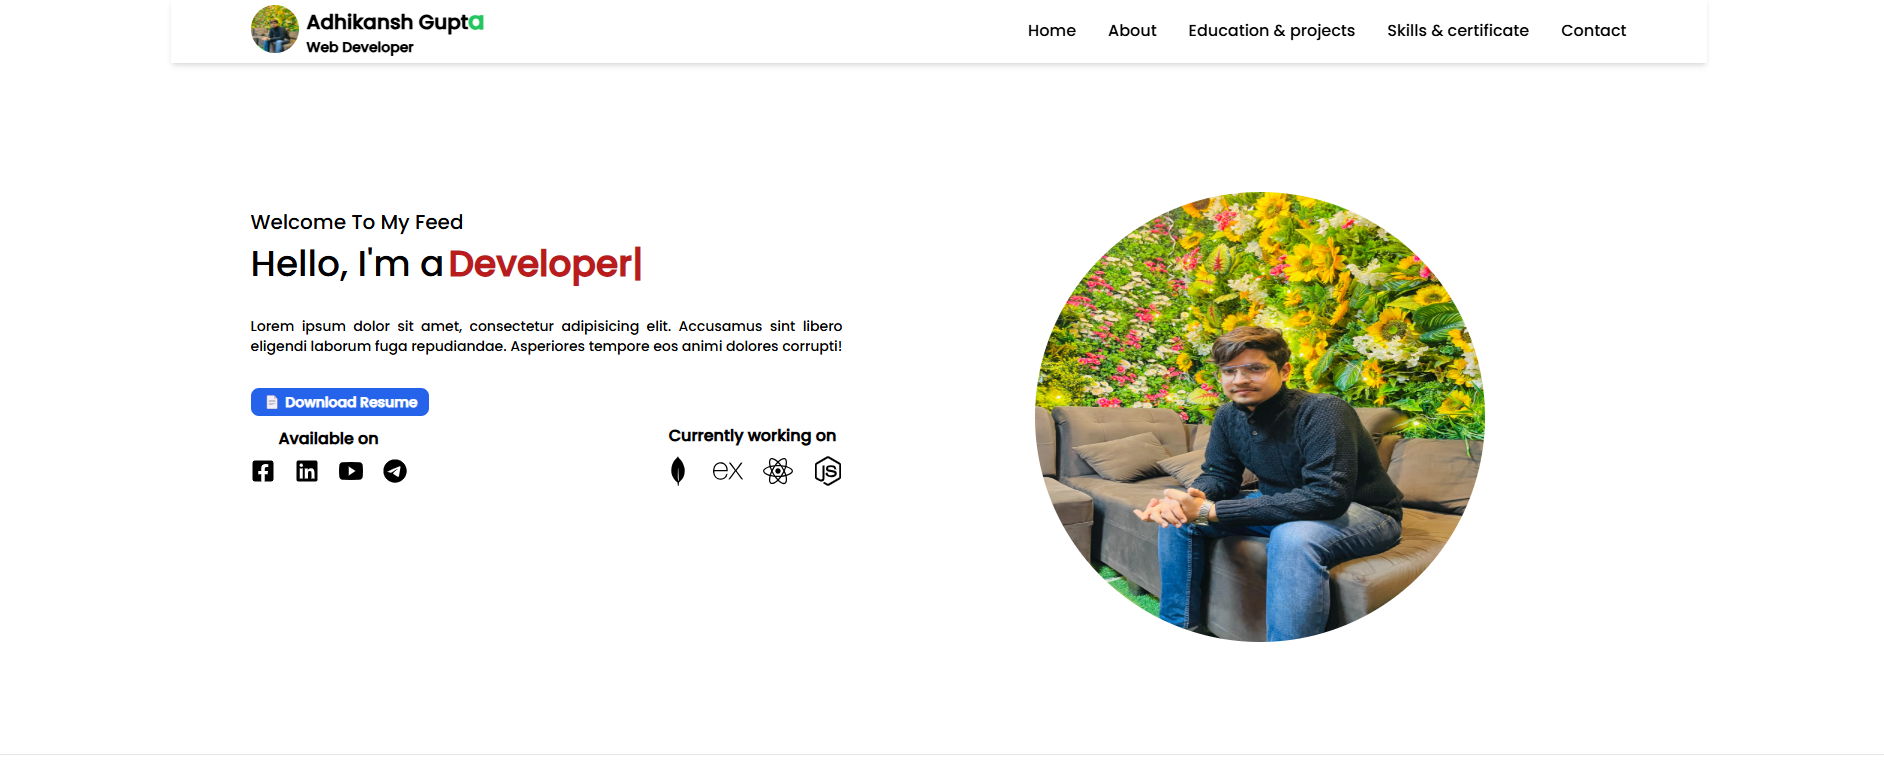 Adhikansh Gupta
Web Developer
Home About Education & projects Skills & certificate Contact
Welcome To My Feed
Hello, I'm a Developer|
Lorem ipsum dolor sit amet, consectetur adipisicing elit. Accusamus sint libero
eligendi laborum fuga repudiandae. Asperiores tempore eos animi dolores corrupti!
Download Resume
Available on
Currently working on
in
ex
JS